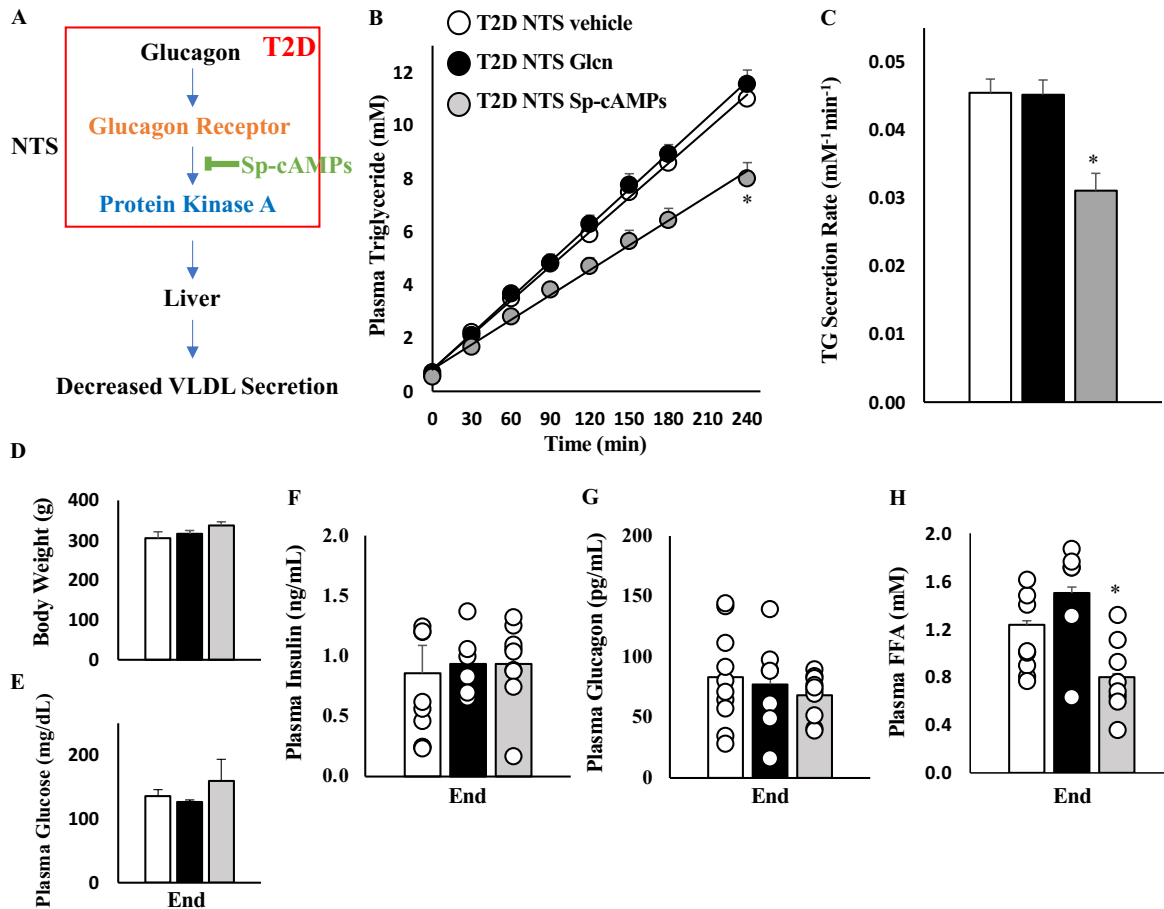 A
T2D
Glucagon
NTS
Glucagon Receptor
Sp-cAMPs
Protein Kinase A
Liver
Decreased VLDL Secretion
B
T2D NTS vehicle
T2D NTS Glcn
T2D NTS Sp-cAMPs
Plasma Triglyceride (mM)
12
10
8
6
4
2
0
*
0 30 60 90 120 150 180 210 240
Time (min)
C
TG Secretion Rate (mM⁻¹min⁻¹)
0.05
0.04
0.03
0.02
0.01
0.00
*
D
Body Weight (g)
400
300
200
100
0
E
Plasma Glucose (mg/dL)
200
100
0
End
F
Plasma Insulin (ng/mL)
2.0
1.5
1.0
0.5
0.0
End
G
Plasma Glucagon (pg/mL)
200
150
100
50
0
End
H
Plasma FFA (mM)
2.0
1.6
1.2
0.8
0.4
0.0
*
End